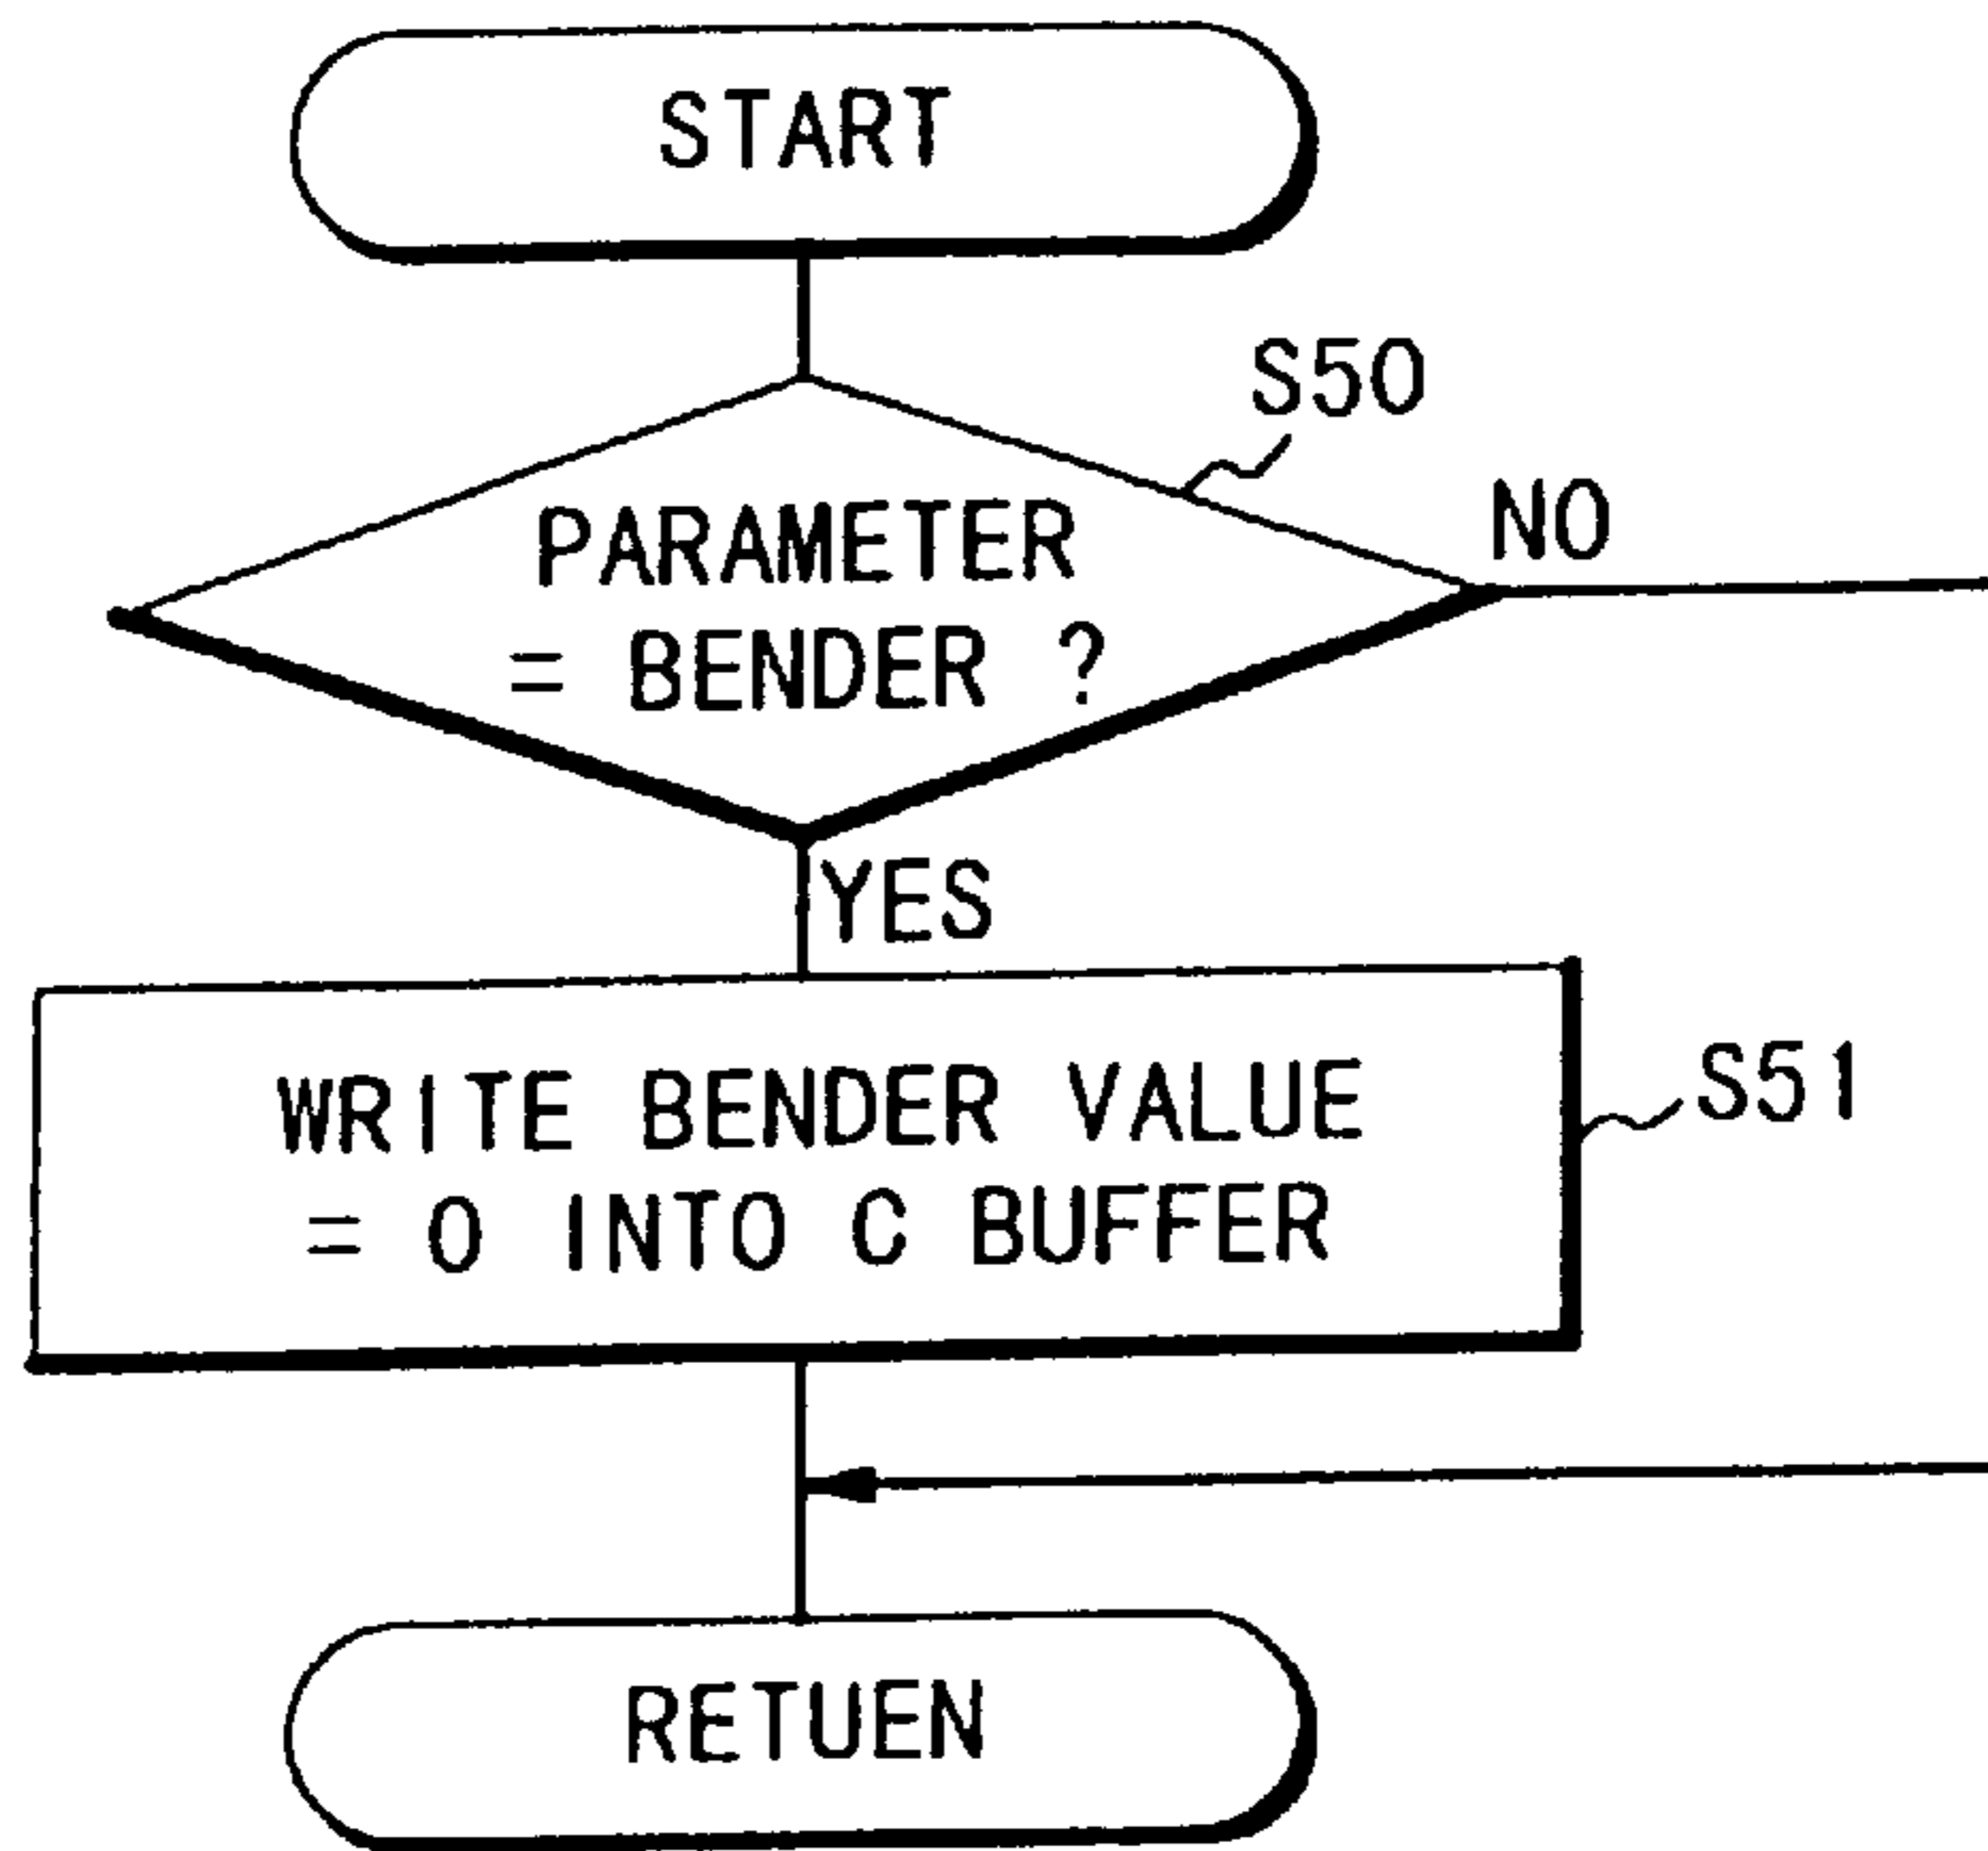 START
S50
PARAMETER
= BENDER ?
NO
YES
WRITE BENDER VALUE
= 0 INTO C BUFFER
S51
RETUEN